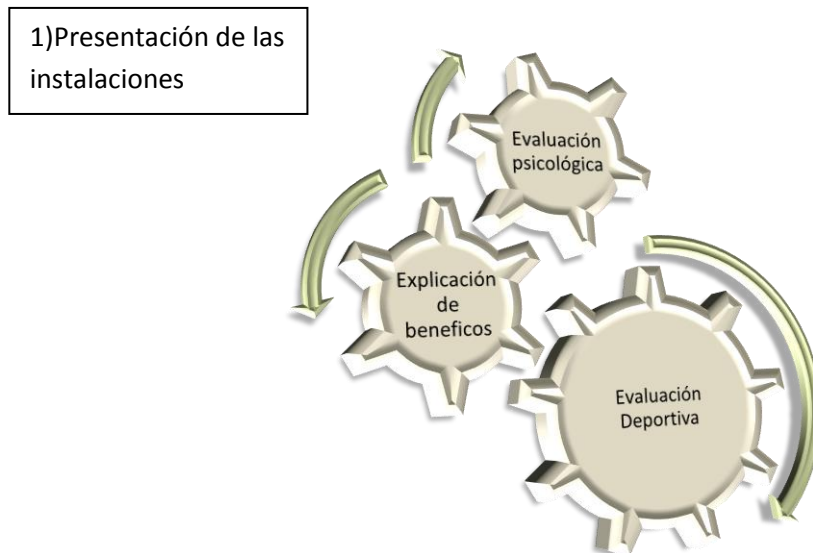 1)Presentación de las
instalaciones
Evaluación
psicológica
Explicación
de
beneficos
Evaluación
Deportiva